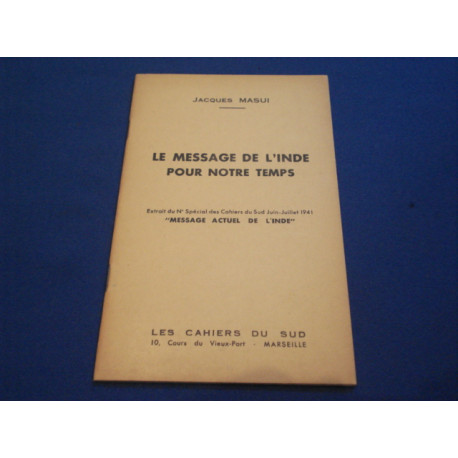 JACQUES MASUI
LE MESSAGE DE L'INDE
POUR NOTRE TEMPS
Extrait du N° Spécial des Cahiers du Sud Juin-Juillet 1941
"MESSAGE ACTUEL DE L'INDE"
LES CAHIERS DU SUD
10, Cours du Vieux-Port - MARSEILLE